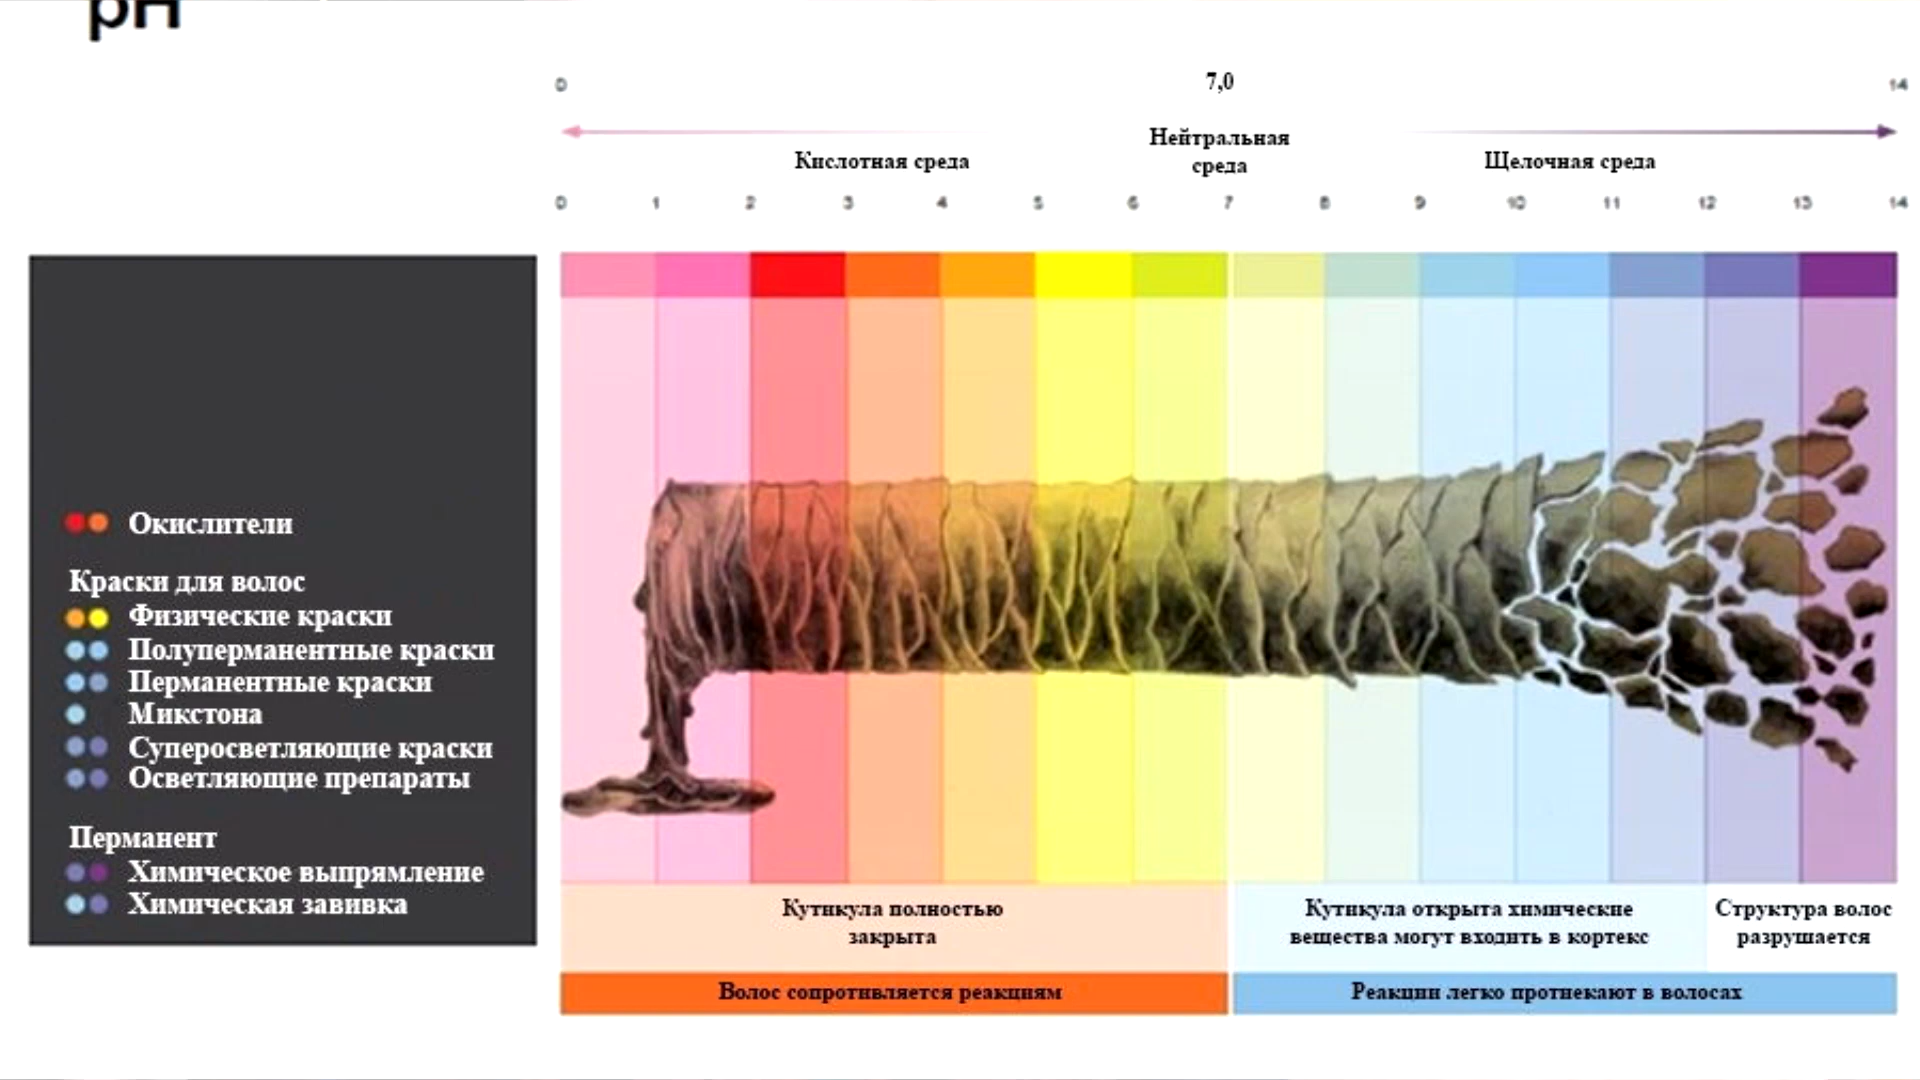 pH
0 7,0 14
Нейтральная
среда
Кислотная среда
Щелочная среда
0 1 2 3 4 5 6 7 8 9 10 11 12 13 14
Окислители
Краски для волос
Физические краски
Полуперманентные краски
Перманентные краски
Микстона
Суперосветляющие краски
Осветляющие препараты
Перманент
Химическое выпрямление
Химическая завивка
Кутикула полностью
закрыта
Кутикула открыта химические
вещества могут входить в кортекс
Структура волос
разрушается
Волос сопротивляется реакциям
Реакции легко протнекают в волосах